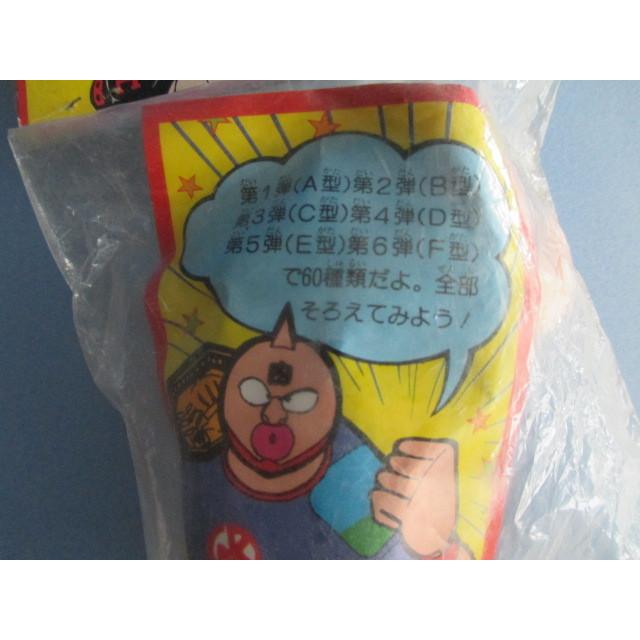 第1弾(A型)第2弾(B型)
第3弾(C型)第4弾(D型)
第5弾(E型)第6弾(F型)
で60種類だよ。全部
そろえてみよう!